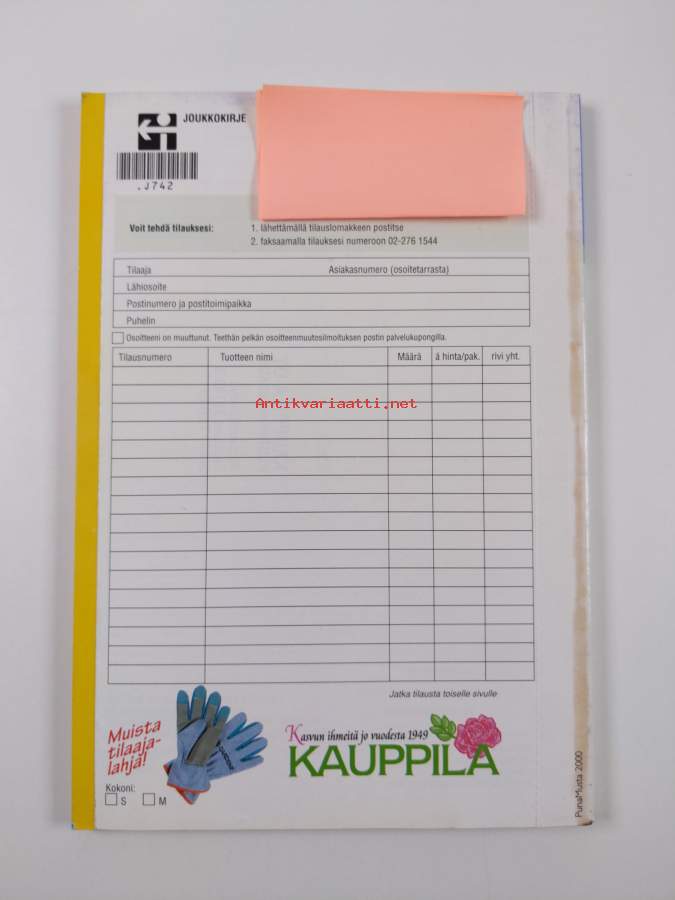 JOUKKOKIRJE
.J742
Voit tehdä tilauksesi:
1. lähettämällä tilauslomakkeen postitse
2. faksaamalla tilauksesi numeroon 02-276 1544
Tilaaja Asiakasnumero (osoitetarrasta)
Lähiosoite
Postinumero ja postitoimipaikka
Puhelin
Osoitteeni on muuttunut. Teethän pelkän osoitteenmuutosilmoituksen postin palvelukupongilla.
Tilausnumero Tuotteen nimi Määrä á hinta/pak. rivi yht.
Antikvariaatti.net
Jatka tilausta toiselle sivulle
Muista
tilaaja-
lahja!
Kokoni:
S M
Kasvun ihmeitä jo vuodesta 1949
KAUPPILA
PunaMusta 2000